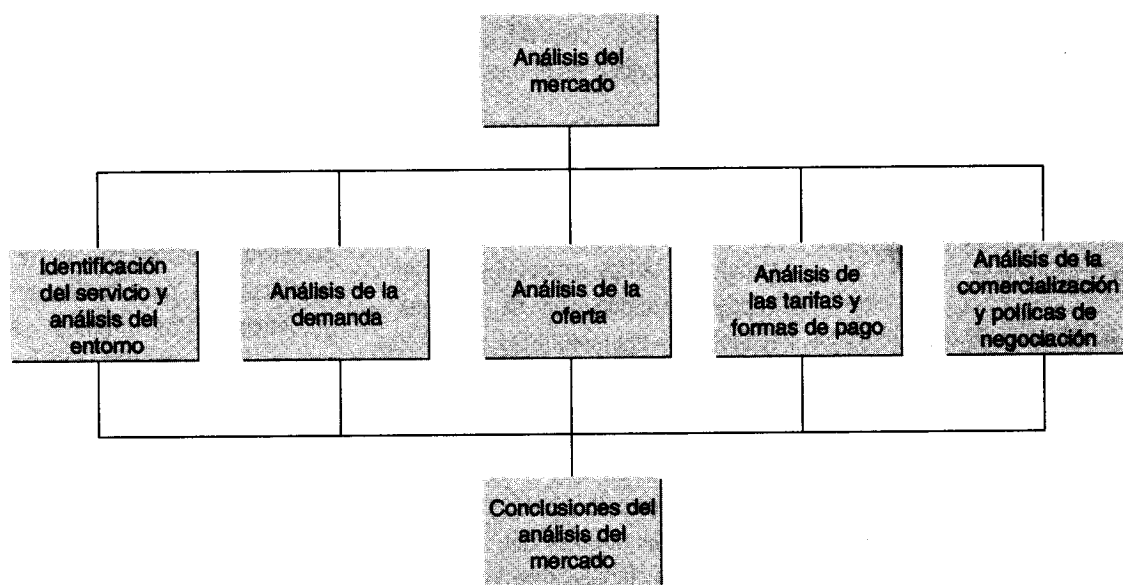 Análisis del
mercado
Identificación
del servicio y
análisis del
entorno
Análisis de la
demanda
Análisis de la
oferta
Análisis de
las tarifas y
formas de pago
Análisis de la
comercialización
y políficas de
negociación
Conclusiones del
análisis del
mercado